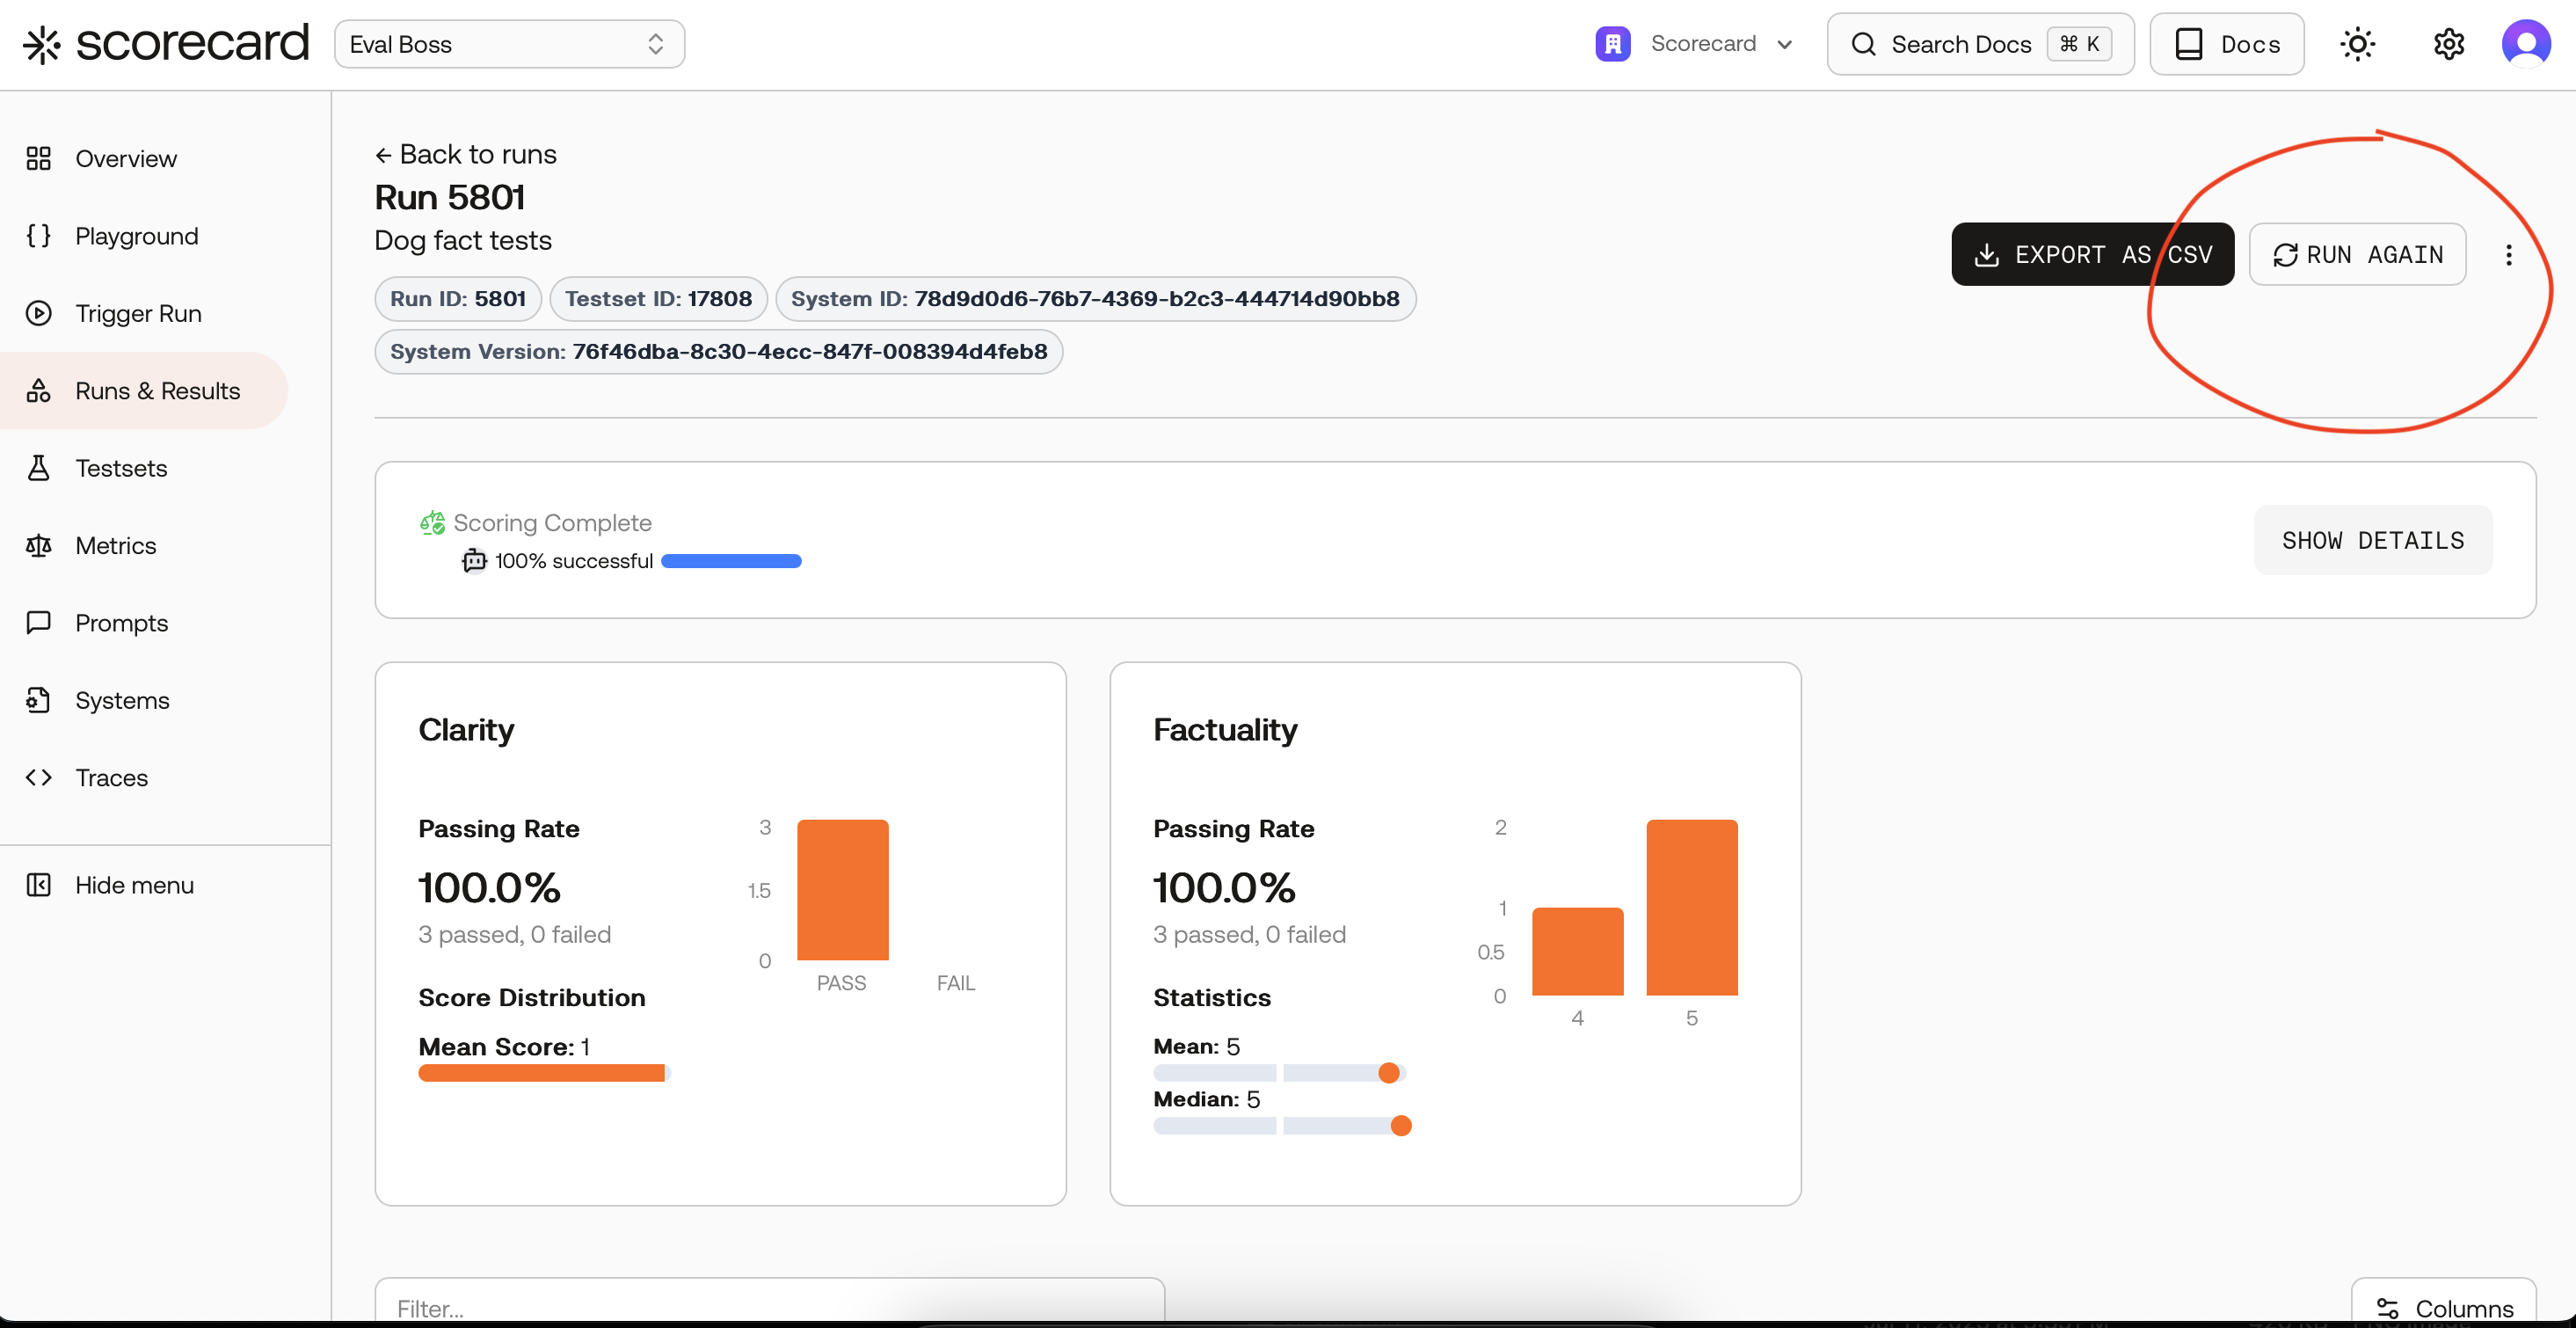 scorecard
Eval Boss
Scorecard
Search Docs ⌘ K
Docs
Overview
Playground
Trigger Run
Runs & Results
Testsets
Metrics
Prompts
Systems
Traces
Hide menu
← Back to runs
Run 5801
Dog fact tests
EXPORT AS CSV
RUN AGAIN
Run ID: 5801
Testset ID: 17808
System ID: 78d9d0d6-76b7-4369-b2c3-444714d90bb8
System Version: 76f46dba-8c30-4ecc-847f-008394d4feb8
Scoring Complete
100% successful
SHOW DETAILS
Clarity
Passing Rate
100.0%
3 passed, 0 failed
Score Distribution
Mean Score: 1
3
1.5
0
PASS FAIL
Factuality
Passing Rate
100.0%
3 passed, 0 failed
Statistics
Mean: 5
Median: 5
2
1
0.5
0
4 5
Filter...
Columns